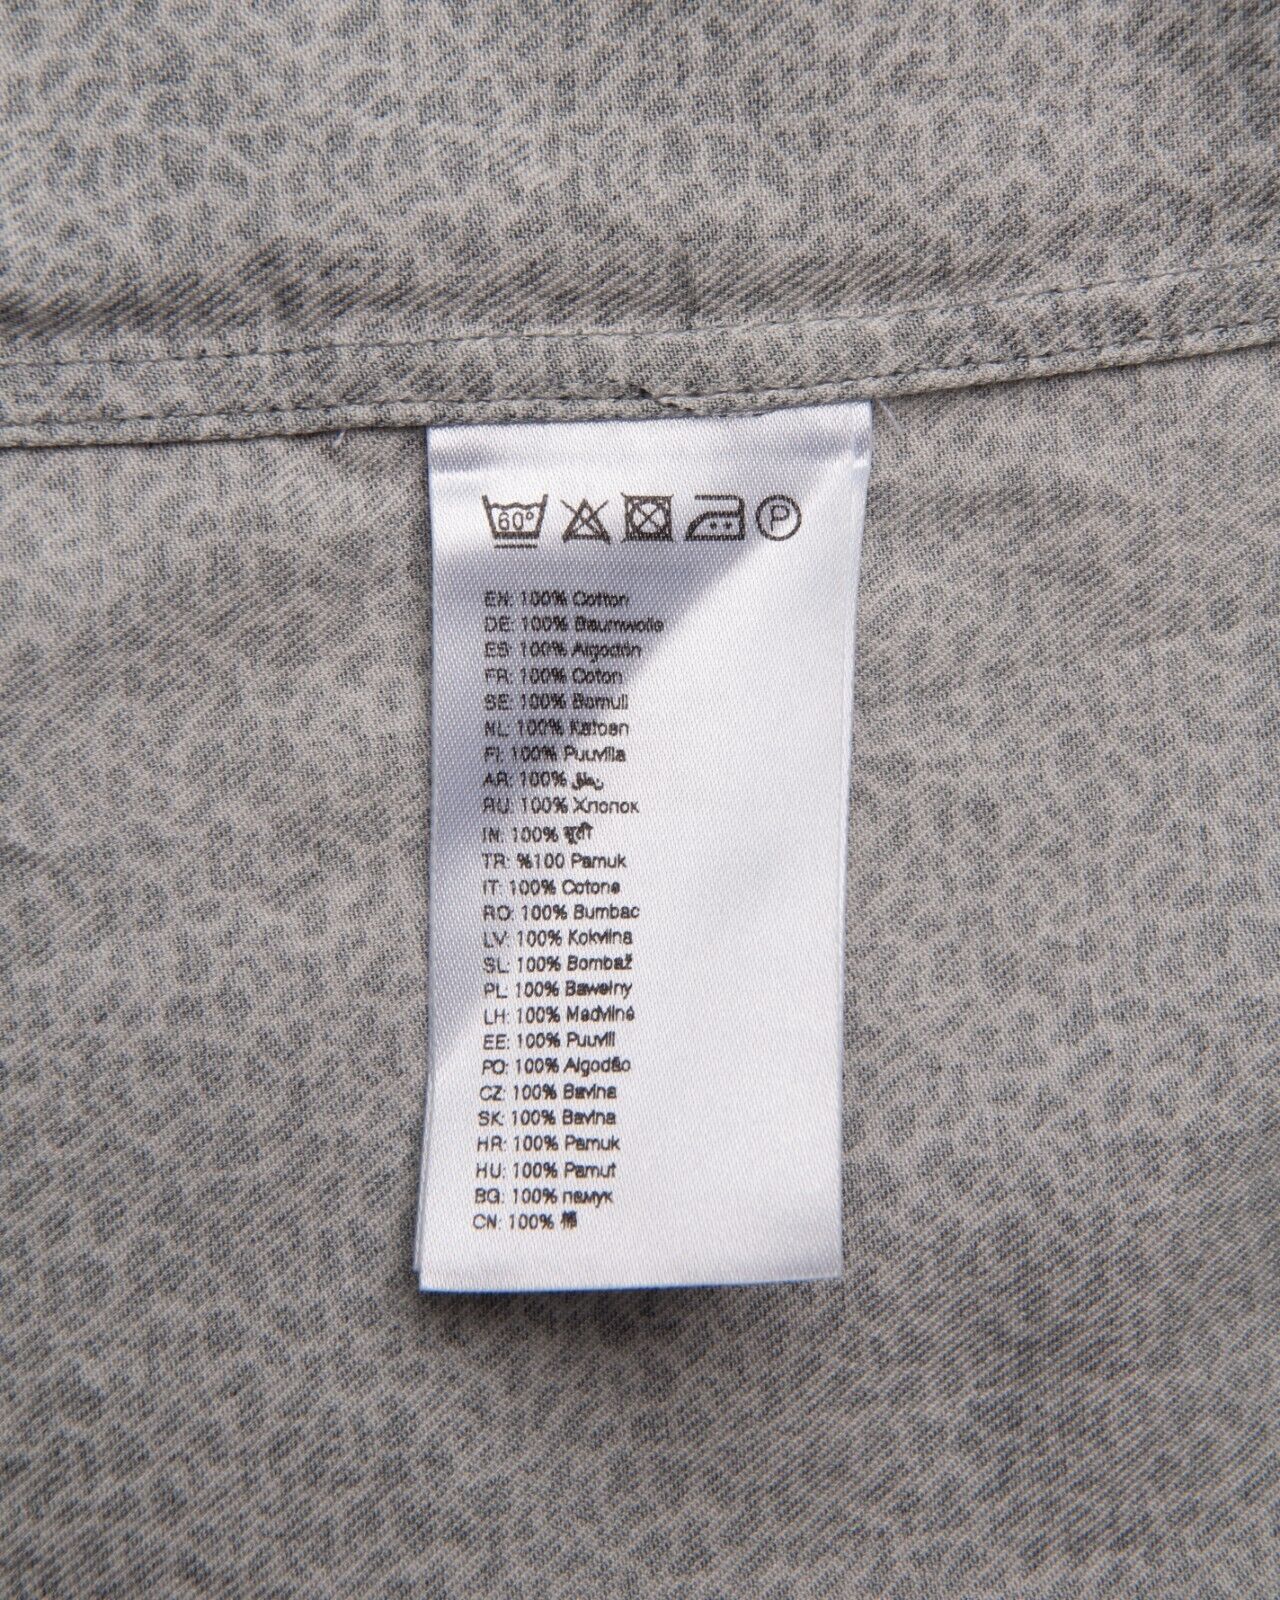 60°
P
EN: 100% Cotton
DE: 100% Baumwolle
ES: 100% Algodón
FR: 100% Coton
SE: 100% Bomull
NL: 100% Katoen
FI: 100% Puuvilla
AR: 100%
RU: 100% Хлопок
IN: 100% सूती
TR: %100 Pamuk
IT: 100% Cotone
RO: 100% Bumbac
LV: 100% Kokvilna
SL: 100% Bombaž
PL: 100% Bawełny
LH: 100% Medvilnė
EE: 100% Puuvill
PO: 100% Algodão
CZ: 100% Bavlna
SK: 100% Bavlna
HR: 100% Pamuk
HU: 100% Pamut
BG: 100% памук
CN: 100% 棉